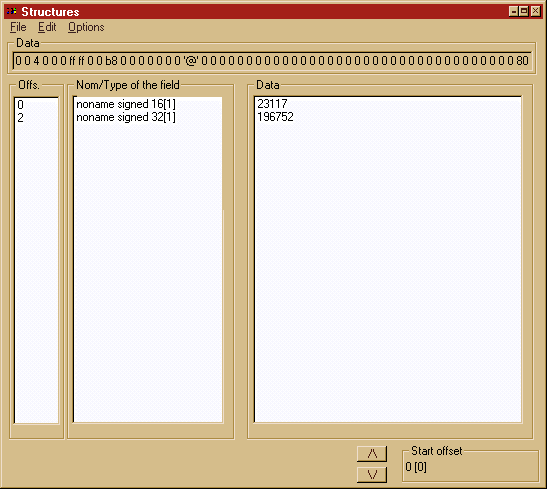 Structures
File Edit Options
Data
0 0 4 0 0 0 ff ff 0 0 b8 0 0 0 0 0 0 0 '@' 0 0 0 0 0 0 0 0 0 0 0 0 0 0 0 0 0 0 0 0 0 0 0 0 0 0 0 0 0 0 0 0 0 0 0 80
Offs.
Nom/Type of the field
Data
0
noname signed 16[1]
23117
2
noname signed 32[1]
196752
/\
\/
Start offset
0 [0]